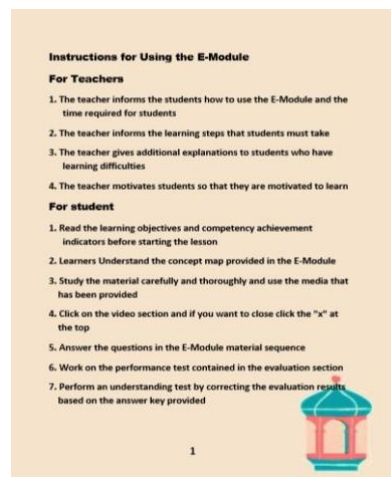 Instructions for Using the E-Module
For Teachers
1. The teacher informs the students how to use the E-Module and the
time required for students
2. The teacher informs the learning steps that students must take
3. The teacher gives additional explanations to students who have
learning difficulties
4. The teacher motivates students so that they are motivated to learn
For student
1. Read the learning objectives and competency achievement
indicators before starting the lesson
2. Learners Understand the concept map provided in the E-Module
3. Study the material carefully and thoroughly and use the media that
has been provided
4. Click on the video section and if you want to close click the "x" at
the top
5. Answer the questions in the E-Module material sequence
6. Work on the performance test contained in the evaluation section
7. Perform an understanding test by correcting the evaluation results
based on the answer key provided
1